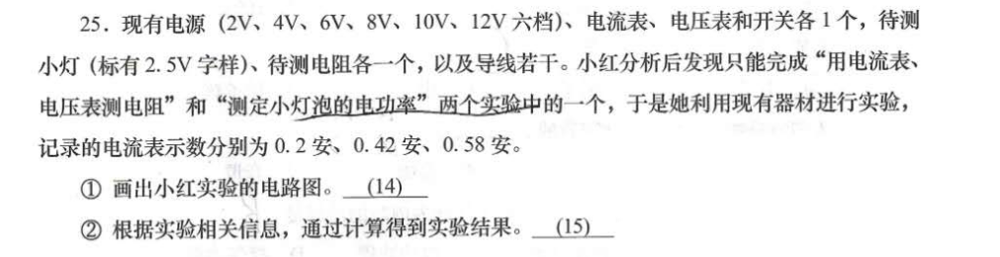 25．现有电源（2V、4V、6V、8V、10V、12V 六档）、电流表、电压表和开关各 1 个，待测
小灯（标有 2.5V 字样）、待测电阻各一个，以及导线若干。小红分析后发现只能完成“用电流表、
电压表测电阻”和“测定小灯泡的电功率”两个实验中的一个，于是她利用现有器材进行实验，
记录的电流表示数分别为 0.2 安、0.42 安、0.58 安。
① 画出小红实验的电路图。 (14)
② 根据实验相关信息，通过计算得到实验结果。 (15)